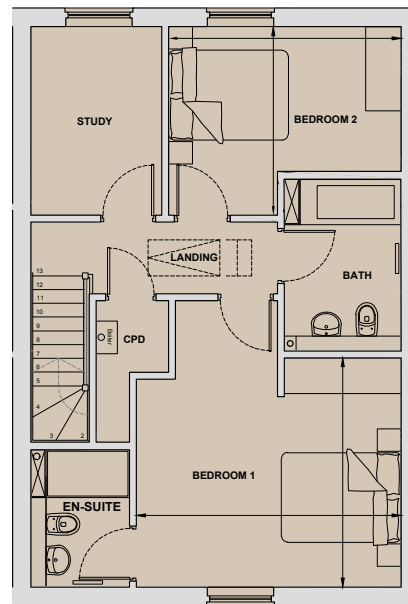 STUDY
BEDROOM 2
LANDING
BATH
13
12
11
10
9
8
7
6
5
4
3
2
Boiler
CPD
BEDROOM 1
EN-SUITE